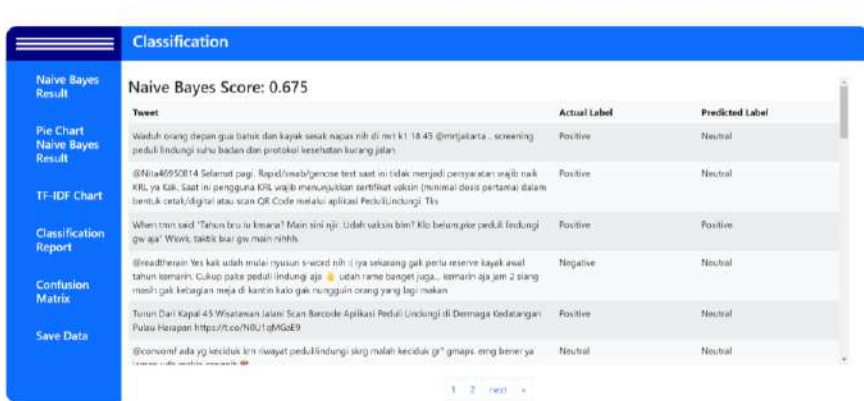 Classification
Naive Bayes
Result
Pie Chart
Naive Bayes
Result
TF-IDF Chart
Classification
Report
Confusion
Matrix
Save Data
Naive Bayes Score: 0.675
Tweet Actual Label Predicted Label
Waduh orang depan gua batuk dan kayak sesak napas nih di mrt k1 18.45 @mrtjakarta .. screening Positive Neutral
peduli lindungi suhu badan dan protokol kesehatan kurang jalan
@Nita46950814 Selamat pagi. Rapid/swab/genose test saat ini tidak menjadi persyaratan wajib naik Positive Neutral
KRL ya Kak. Saat ini pengguna KRL wajib menunjukkan sertifikat vaksin (minimal dosis pertama) dalam
bentuk cetak/digital atau scan QR Code melalui aplikasi PeduliLindungi. Tks
When tmn said "Tahun bru lu kmana? Main sini njir. Udah vaksin blm? Klo belum,pke peduli lindungi Positive Positive
gw aja" Wkwk, taktik biar gw main nihhh.
@readtherain Yes kak udah mulai nyusun s-word nih :( iya sekarang gak perlu reserve kayak awal Negative Neutral
tahun kemarin. Cukup pake peduli lindungi aja 👍 udah rame banget juga... kemarin aja jam 2 siang
masih gak kebagian meja di kantin kalo gak nungguin orang yang lagi makan
Turun Dari Kapal 45 Wisatawan Jalani Scan Barcode Aplikasi Peduli Lindungi di Dermaga Kedatangan Positive Neutral
Pulau Harapan https://t.co/N0U1qMGaE9
@convomf ada yg keciduk krn riwayat pedulilindungi skrg malah keciduk gr" gmaps. emg bener ya Neutral Neutral
1 2 next »